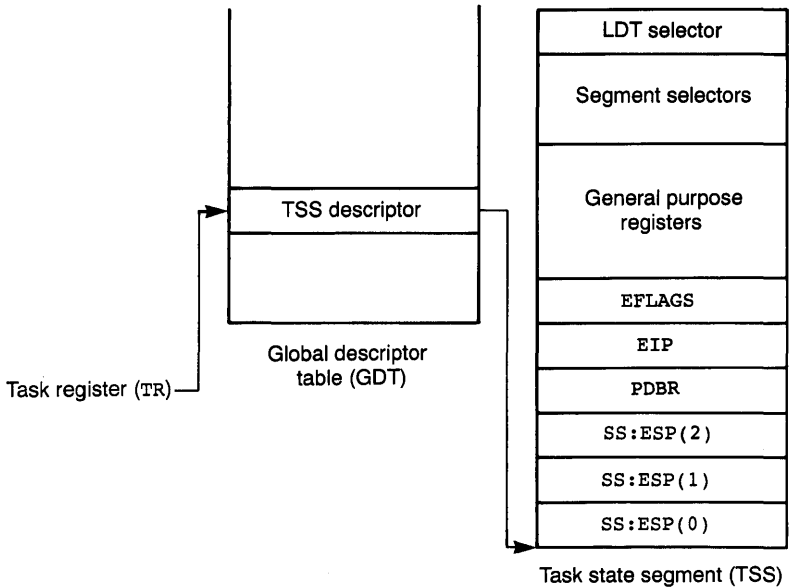 LDT selector
Segment selectors
General purpose
registers
EFLAGS
EIP
PDBR
SS:ESP(2)
SS:ESP(1)
SS:ESP(0)
Task state segment (TSS)
TSS descriptor
Global descriptor
table (GDT)
Task register (TR)